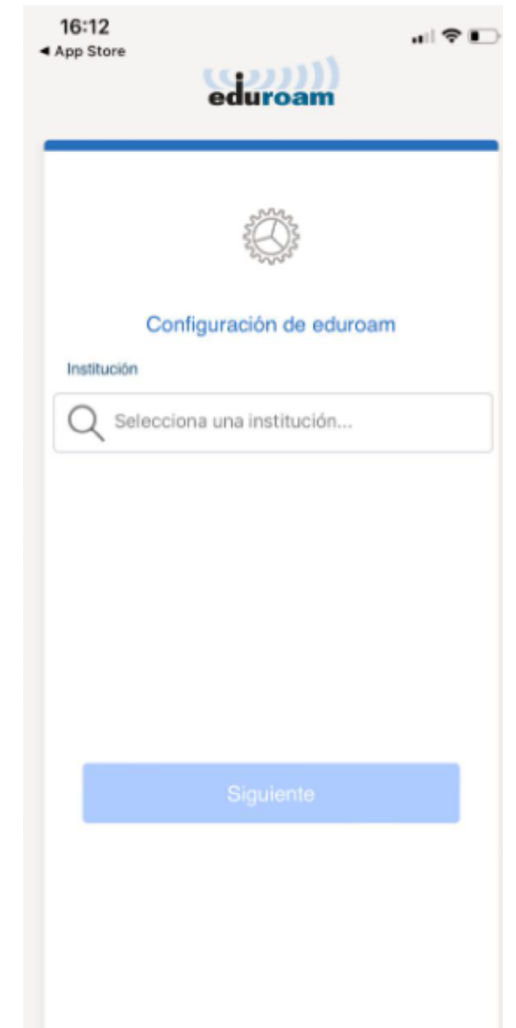 16:12
◀ App Store
eduroam
Configuración de eduroam
Institución
Selecciona una institución...
Siguiente